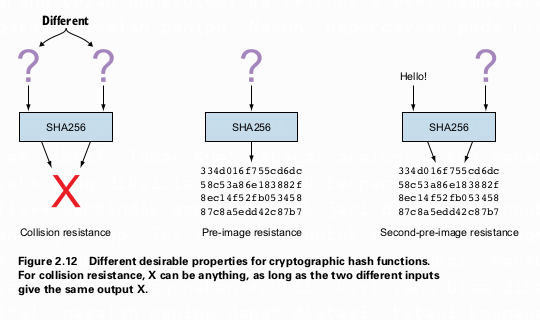 Different
? ? ? Hello! ?
SHA256 SHA256 SHA256
X
334d016f755cd6dc 334d016f755cd6dc
58c53a86e183882f 58c53a86e183882f
8ec14f52fb053458 8ec14f52fb053458
87c8a5edd42c87b7 87c8a5edd42c87b7
Collision resistance Pre-image resistance Second-pre-image resistance
Figure 2.12 Different desirable properties for cryptographic hash functions.
For collision resistance, X can be anything, as long as the two different inputs
give the same output X.